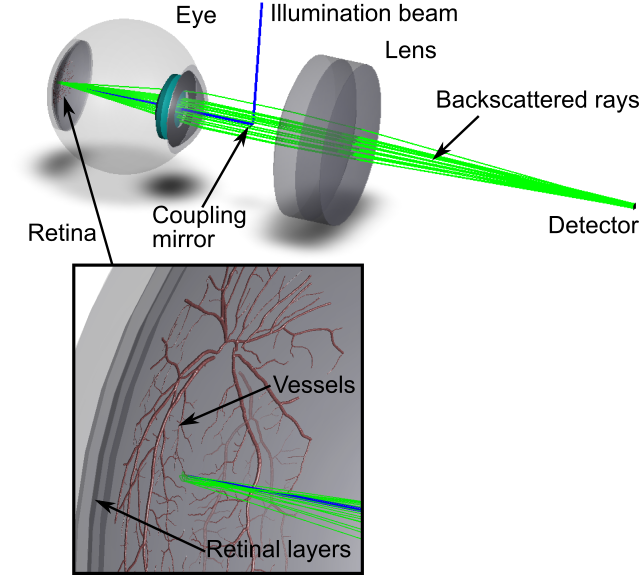 Eye
Illumination beam
Lens
Backscattered rays
Coupling
mirror
Retina
Detector
Vessels
Retinal layers